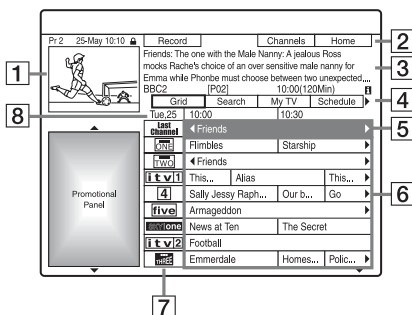 Pr 2 25-May 10:10 Record Channels Home
Friends: The one with the Male Nanny: A jealous Ross
mocks Rache's choice of an over sensitive male nanny for
Emma while Phonbe must choose between two unexpected,...
BBC2 [P02] 10:00(120Min)
Grid Search My TV Schedule
Tue,25 10:00 10:30
Last Channel Friends
ONE Flimbles Starship
TWO Friends
itv1 This... Alias This...
4 Sally Jessy Raph... Our b... Go
five Armageddon
sky one News at Ten The Secret
itv2 Football
THREE Emmerdale Homes... Polic...
Promotional
Panel
1
2
3
4
5
6
7
8